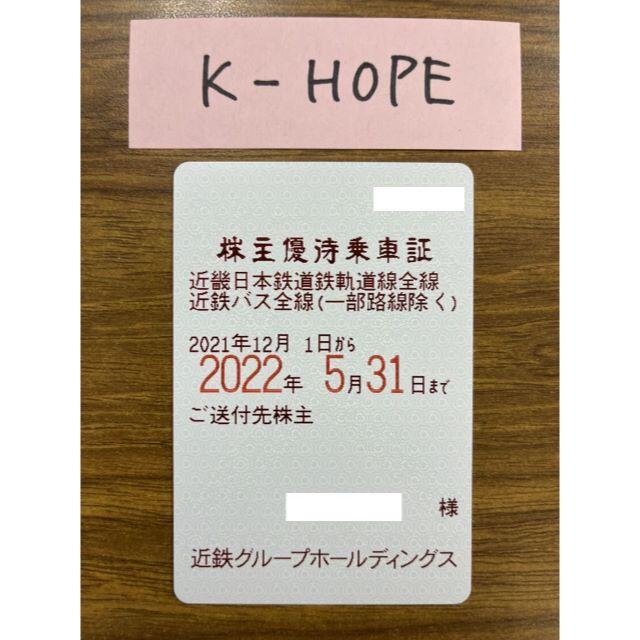 K-HOPE
株主優待乗車証
近畿日本鉄道鉄軌道線全線
近鉄バス全線(一部路線除く)
2021年12月 1日から
2022年 5月31日まで
ご送付先株主
様
近鉄グループホールディングス